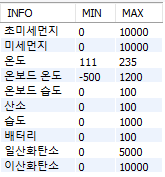 INFO MIN MAX
초미세먼지 0 10000
미세먼지 0 10000
온도 111 235
온보드 온도 -500 1200
온보드 습도 0 100
산소 0 100
습도 0 1000
배터리 0 100
일산화탄소 0 5000
이산화탄소 0 10000